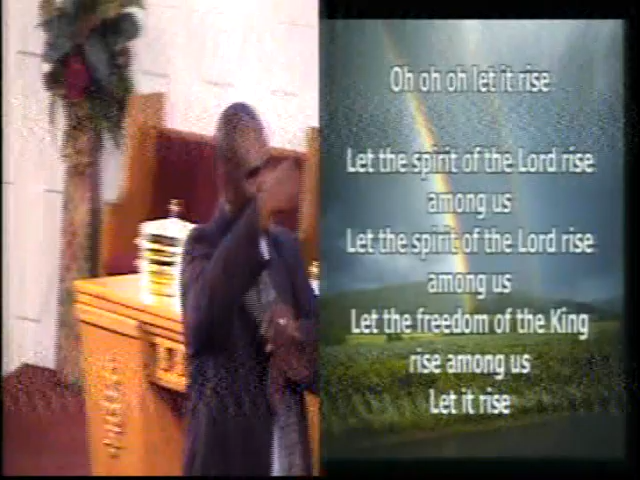 Oh oh oh let it rise
Let the spirit of the Lord rise
among us
Let the spirit of the Lord rise
among us
Let the freedom of the King
rise among us
Let it rise